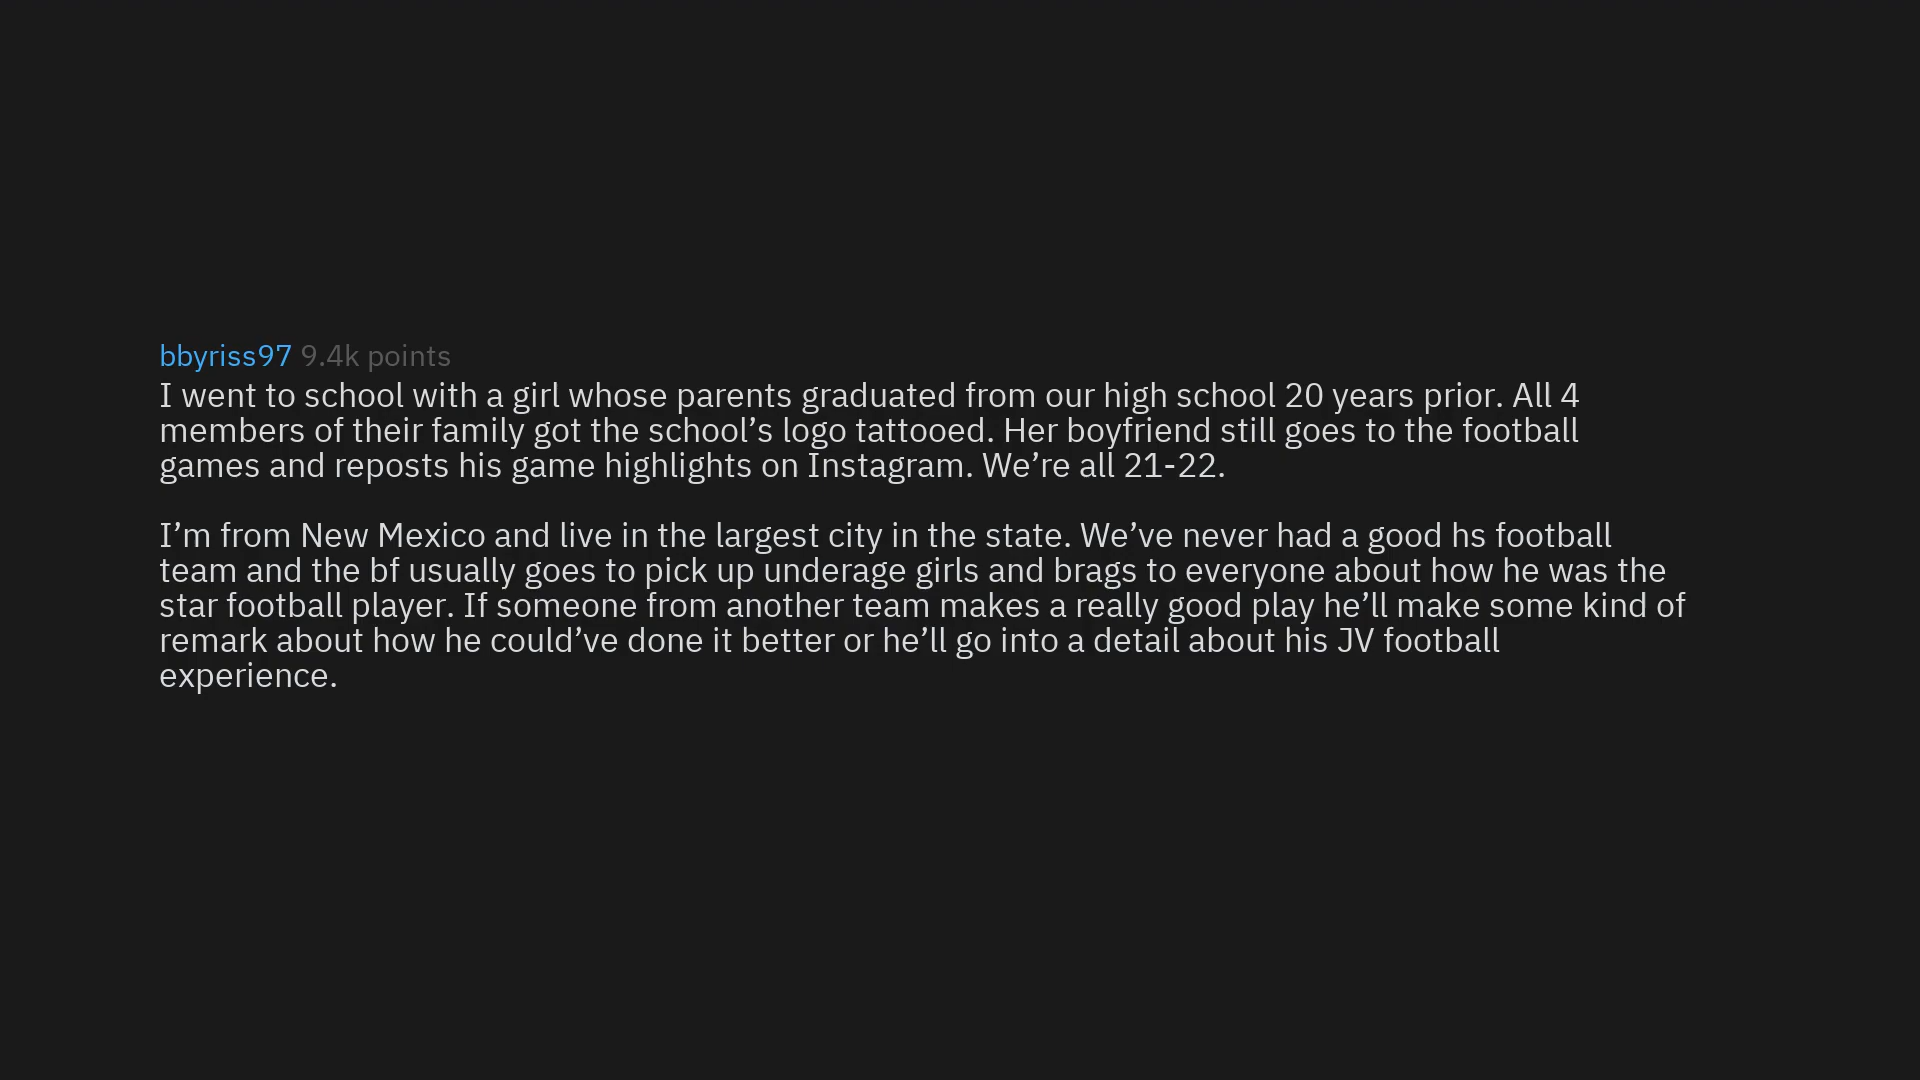 bbyriss97 9.4k points
I went to school with a girl whose parents graduated from our high school 20 years prior. All 4
members of their family got the school’s logo tattooed. Her boyfriend still goes to the football
games and reposts his game highlights on Instagram. We’re all 21-22.
I’m from New Mexico and live in the largest city in the state. We’ve never had a good hs football
team and the bf usually goes to pick up underage girls and brags to everyone about how he was the
star football player. If someone from another team makes a really good play he’ll make some kind of
remark about how he could’ve done it better or he’ll go into a detail about his JV football
experience.